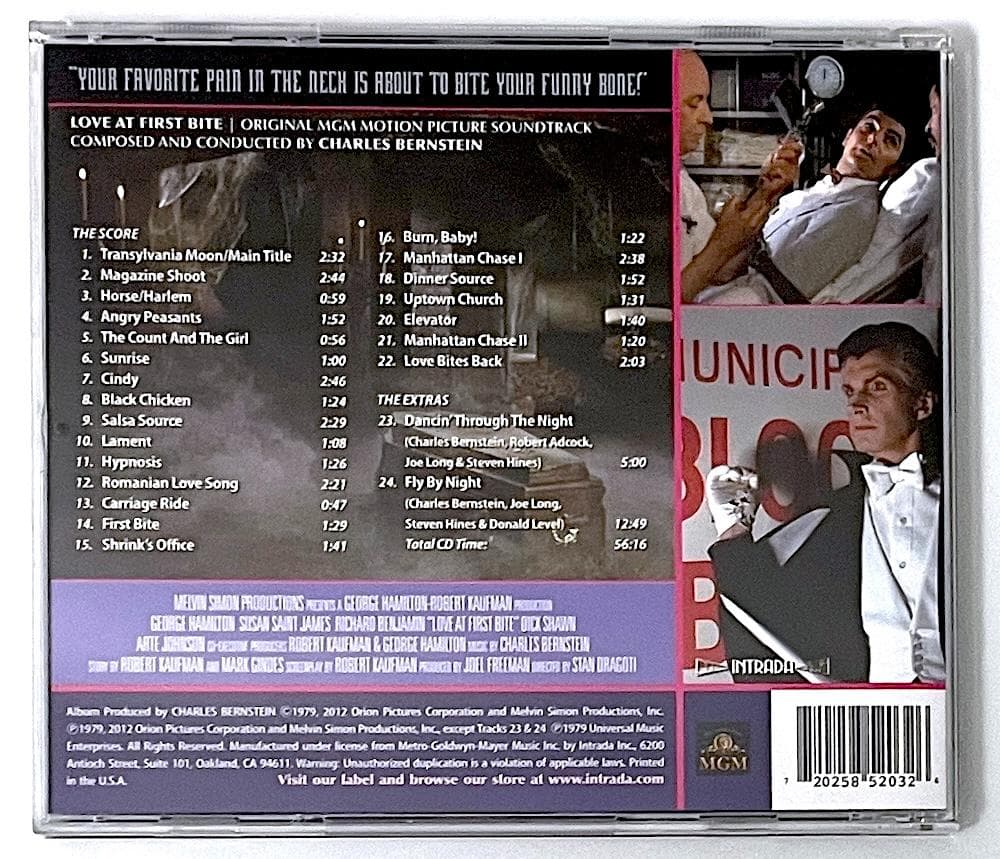 "YOUR FAVORITE PAIN IN THE NECK IS ABOUT TO BITE YOUR FUNNY BONE!"
LOVE AT FIRST BITE | ORIGINAL MGM MOTION PICTURE SOUNDTRACK
COMPOSED AND CONDUCTED BY CHARLES BERNSTEIN
THE SCORE
1. Transylvania Moon/Main Title 2:32
2. Magazine Shoot 2:44
3. Horse/Harlem 0:59
4. Angry Peasants 1:52
5. The Count And The Girl 0:56
6. Sunrise 1:00
7. Cindy 2:46
8. Black Chicken 1:24
9. Salsa Source 2:29
10. Lament 1:08
11. Hypnosis 1:26
12. Romanian Love Song 2:21
13. Carriage Ride 0:47
14. First Bite 1:29
15. Shrink's Office 1:41
16. Burn, Baby! 1:22
17. Manhattan Chase I 2:38
18. Dinner Source 1:52
19. Uptown Church 1:31
20. Elevator 1:40
21. Manhattan Chase II 1:20
22. Love Bites Back 2:03
THE EXTRAS
23. Dancin' Through The Night
(Charles Bernstein, Robert Adcock,
Joe Long & Steven Hines) 5:00
24. Fly By Night
(Charles Bernstein, Joe Long,
Steven Hines & Donald Level) 12:49
Total CD Time: 56:16
MELVIN SIMON PRODUCTIONS PRESENTS A GEORGE HAMILTON-ROBERT KAUFMAN PRODUCTION
GEORGE HAMILTON SUSAN SAINT JAMES RICHARD BENJAMIN "LOVE AT FIRST BITE" DICK SHAWN
ARTE JOHNSON CO-EXECUTIVE PRODUCERS ROBERT KAUFMAN & GEORGE HAMILTON MUSIC BY CHARLES BERNSTEIN
STORY BY ROBERT KAUFMAN AND MARK GINDES SCREENPLAY BY ROBERT KAUFMAN PRODUCED BY JOEL FREEMAN DIRECTED BY STAN DRAGOTI
Album Produced by CHARLES BERNSTEIN ©1979, 2012 Orion Pictures Corporation and Melvin Simon Productions, Inc.
℗1979, 2012 Orion Pictures Corporation and Melvin Simon Productions, Inc., except Tracks 23 & 24 ℗1979 Universal Music
Enterprises. All Rights Reserved. Manufactured under license from Metro-Goldwyn-Mayer Music Inc. by Intrada Inc., 6200
Antioch Street, Suite 101, Oakland, CA 94611. Warning: Unauthorized duplication is a violation of applicable laws. Printed
in the U.S.A.
Visit our label and browse our store at www.intrada.com
MUNICIP
BLOO
B
INTRADA
MGM
7 20258 52032 4